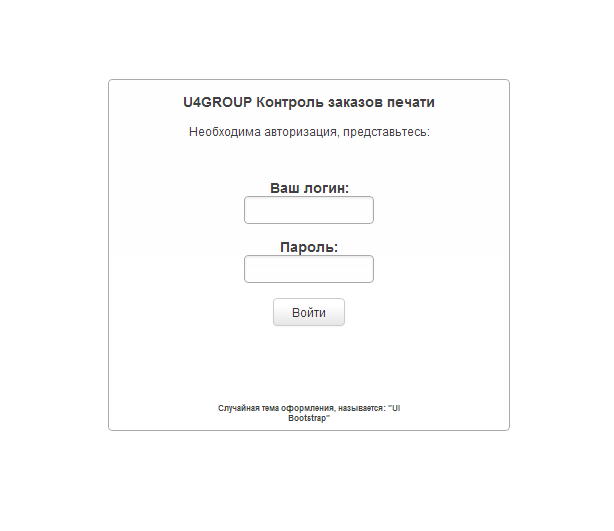 U4GROUP Контроль заказов печати
Необходима авторизация, представьтесь:
Ваш логин:
Пароль:
Войти
Случайная тема оформления, называется: "UI
Bootstrap"